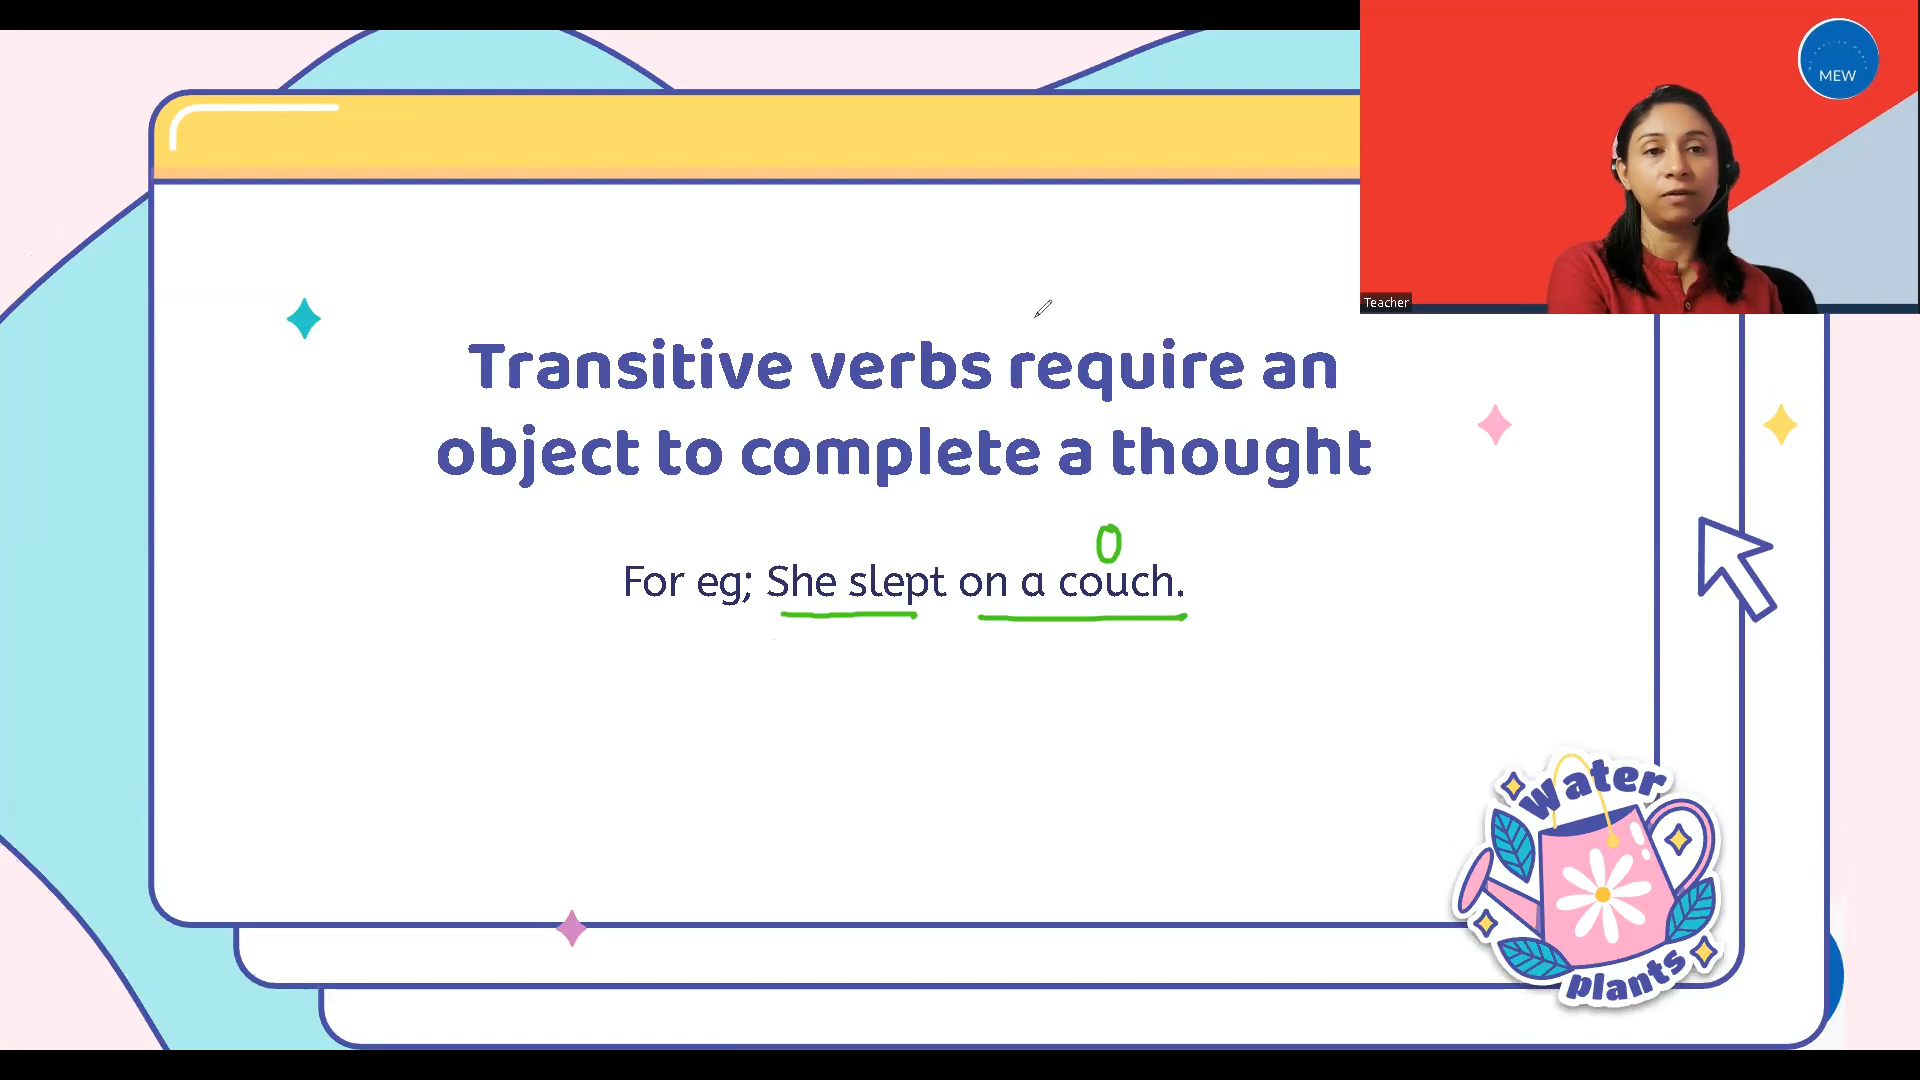 MEW
Teacher
Transitive verbs require an
object to complete a thought
O
For eg; She slept on a couch.
Water
plants